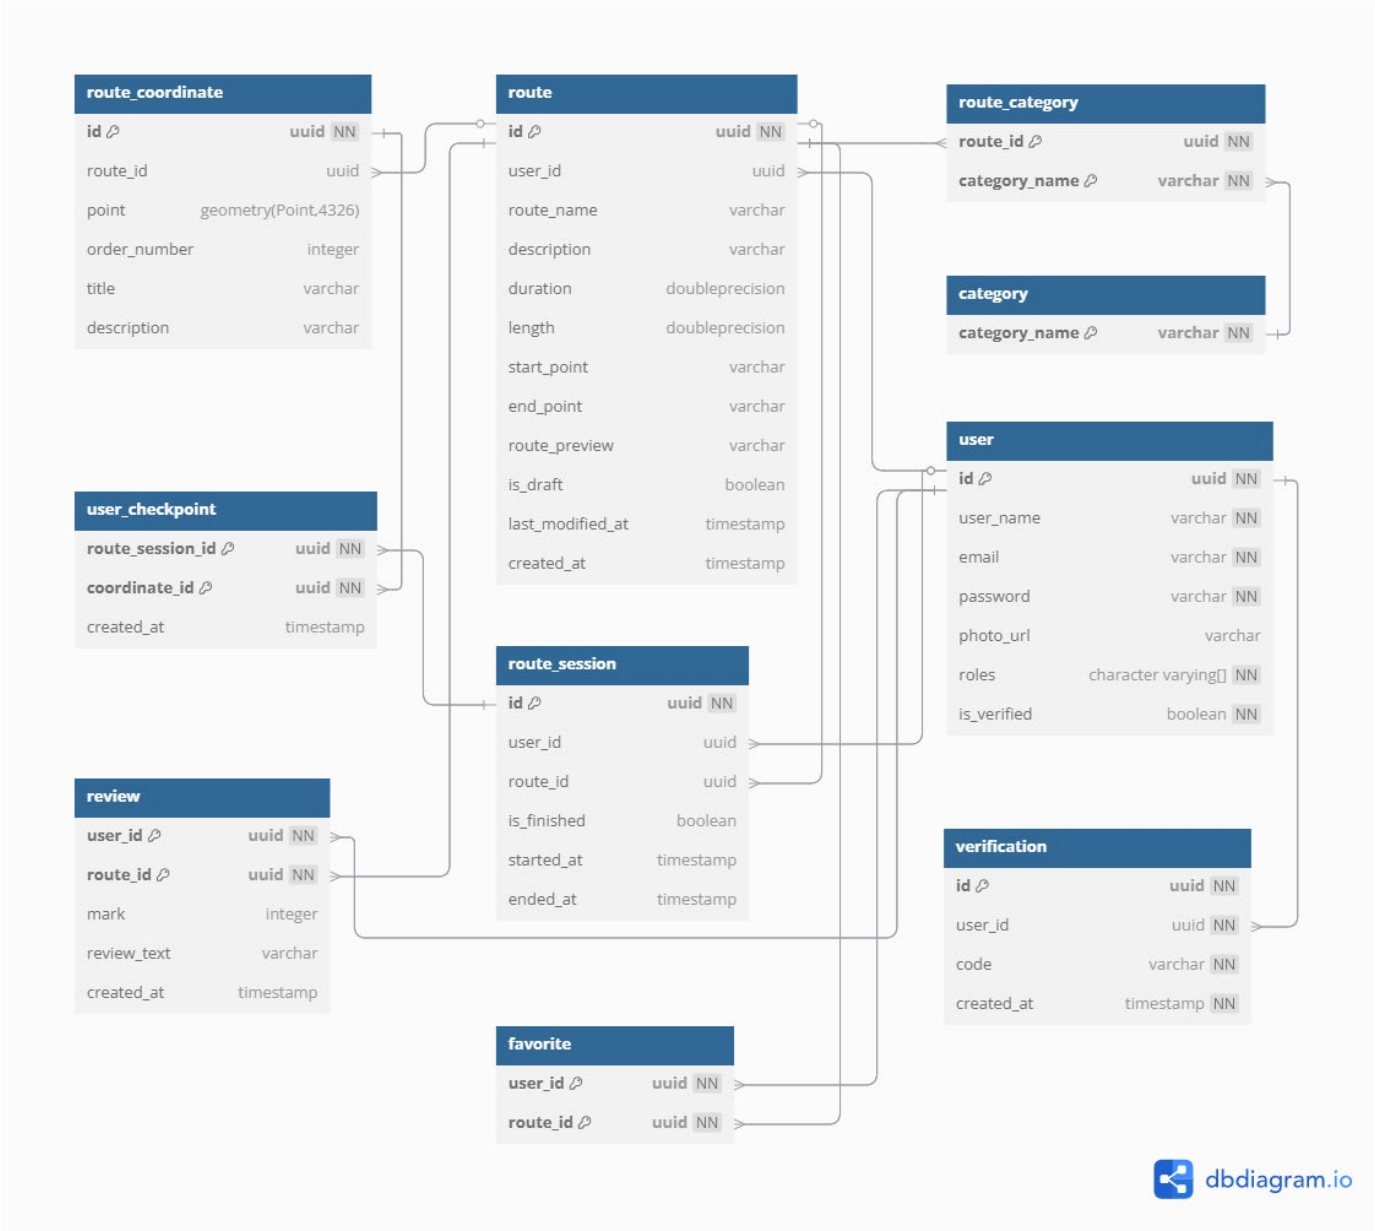 route_coordinate
id uuid NN
route_id uuid
point geometry(Point,4326)
order_number integer
title varchar
description varchar
route
id uuid NN
user_id uuid
route_name varchar
description varchar
duration doubleprecision
length doubleprecision
start_point varchar
end_point varchar
route_preview varchar
is_draft boolean
last_modified_at timestamp
created_at timestamp
route_category
route_id uuid NN
category_name varchar NN
category
category_name varchar NN
user
id uuid NN
user_name varchar NN
email varchar NN
password varchar NN
photo_url varchar
roles character varying[] NN
is_verified boolean NN
user_checkpoint
route_session_id uuid NN
coordinate_id uuid NN
created_at timestamp
route_session
id uuid NN
user_id uuid
route_id uuid
is_finished boolean
started_at timestamp
ended_at timestamp
review
user_id uuid NN
route_id uuid NN
mark integer
review_text varchar
created_at timestamp
verification
id uuid NN
user_id uuid NN
code varchar NN
created_at timestamp NN
favorite
user_id uuid NN
route_id uuid NN
dbdiagram.io